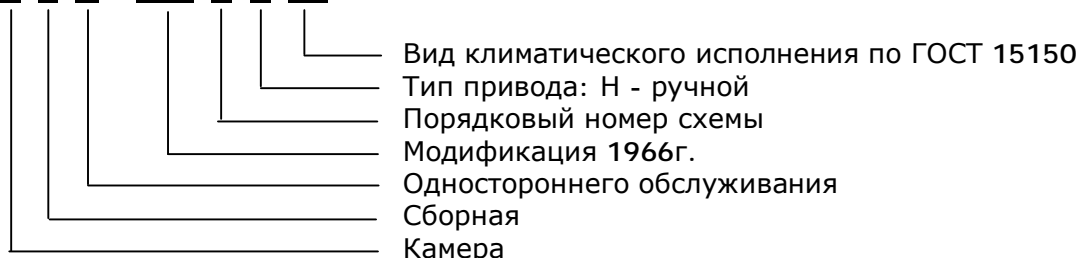 Вид климатического исполнения по ГОСТ 15150
Тип привода: Н - ручной
Порядковый номер схемы
Модификация 1966г.
Одностороннего обслуживания
Сборная
Камера